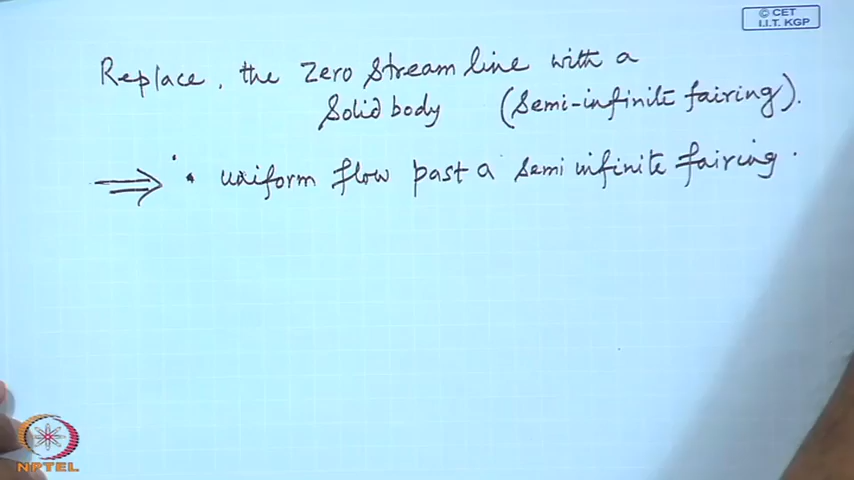 © CET
I.I.T. KGP
Replace, the Zero stream line with a
Solid body (Semi-infinite fairing).
⇒ uniform flow past a semi infinite fairing.
NPTEL